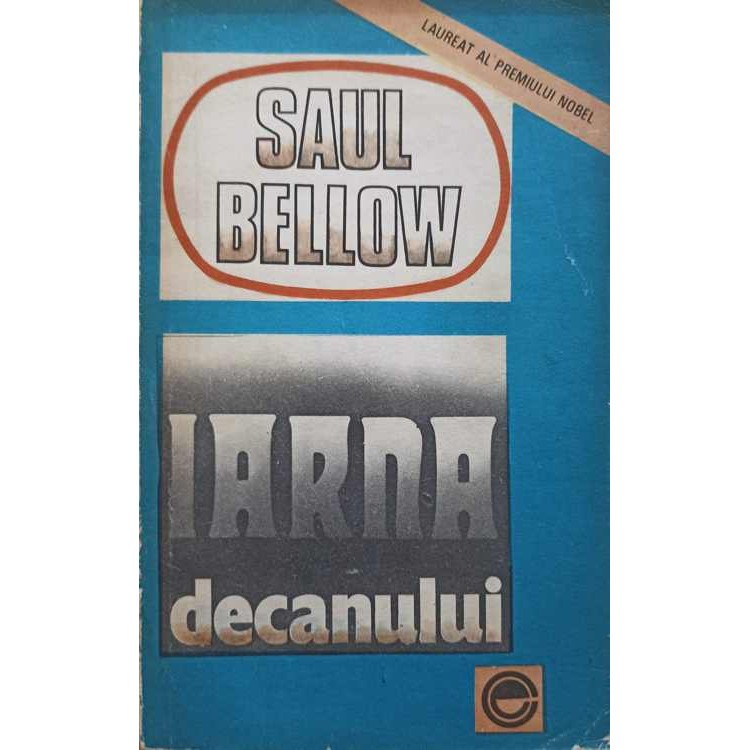 LAUREAT AL PREMIULUI NOBEL
SAUL
BELLOW
IARNA
decanului